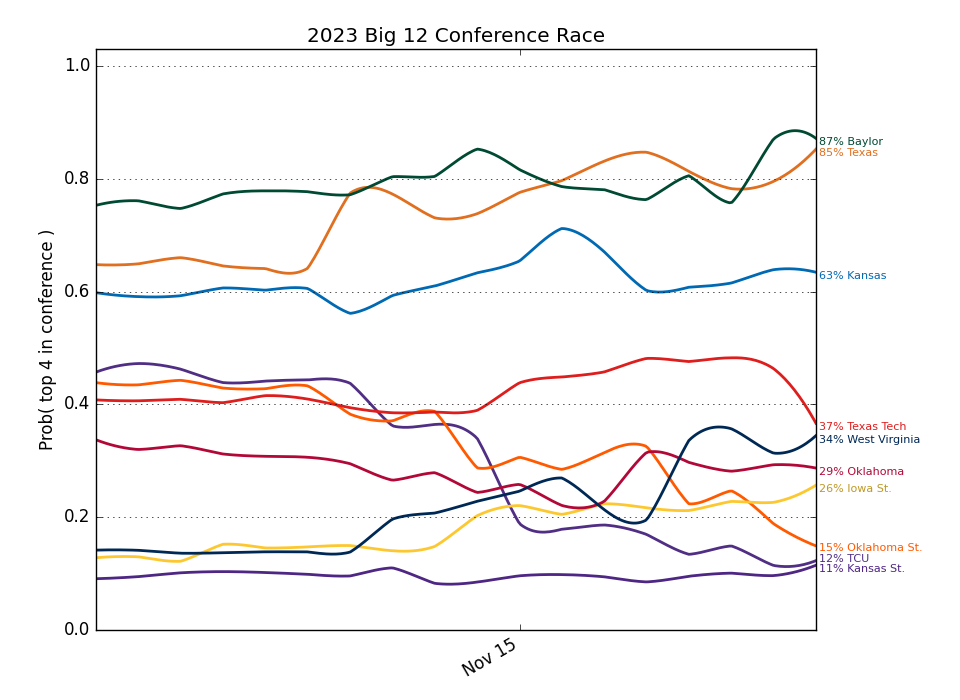 2023 Big 12 Conference Race
1.0
0.8
0.6
0.4
0.2
0.0
Prob( top 4 in conference )
Nov 15
87% Baylor
85% Texas
63% Kansas
37% Texas Tech
34% West Virginia
29% Oklahoma
26% Iowa St.
15% Oklahoma St.
12% TCU
11% Kansas St.